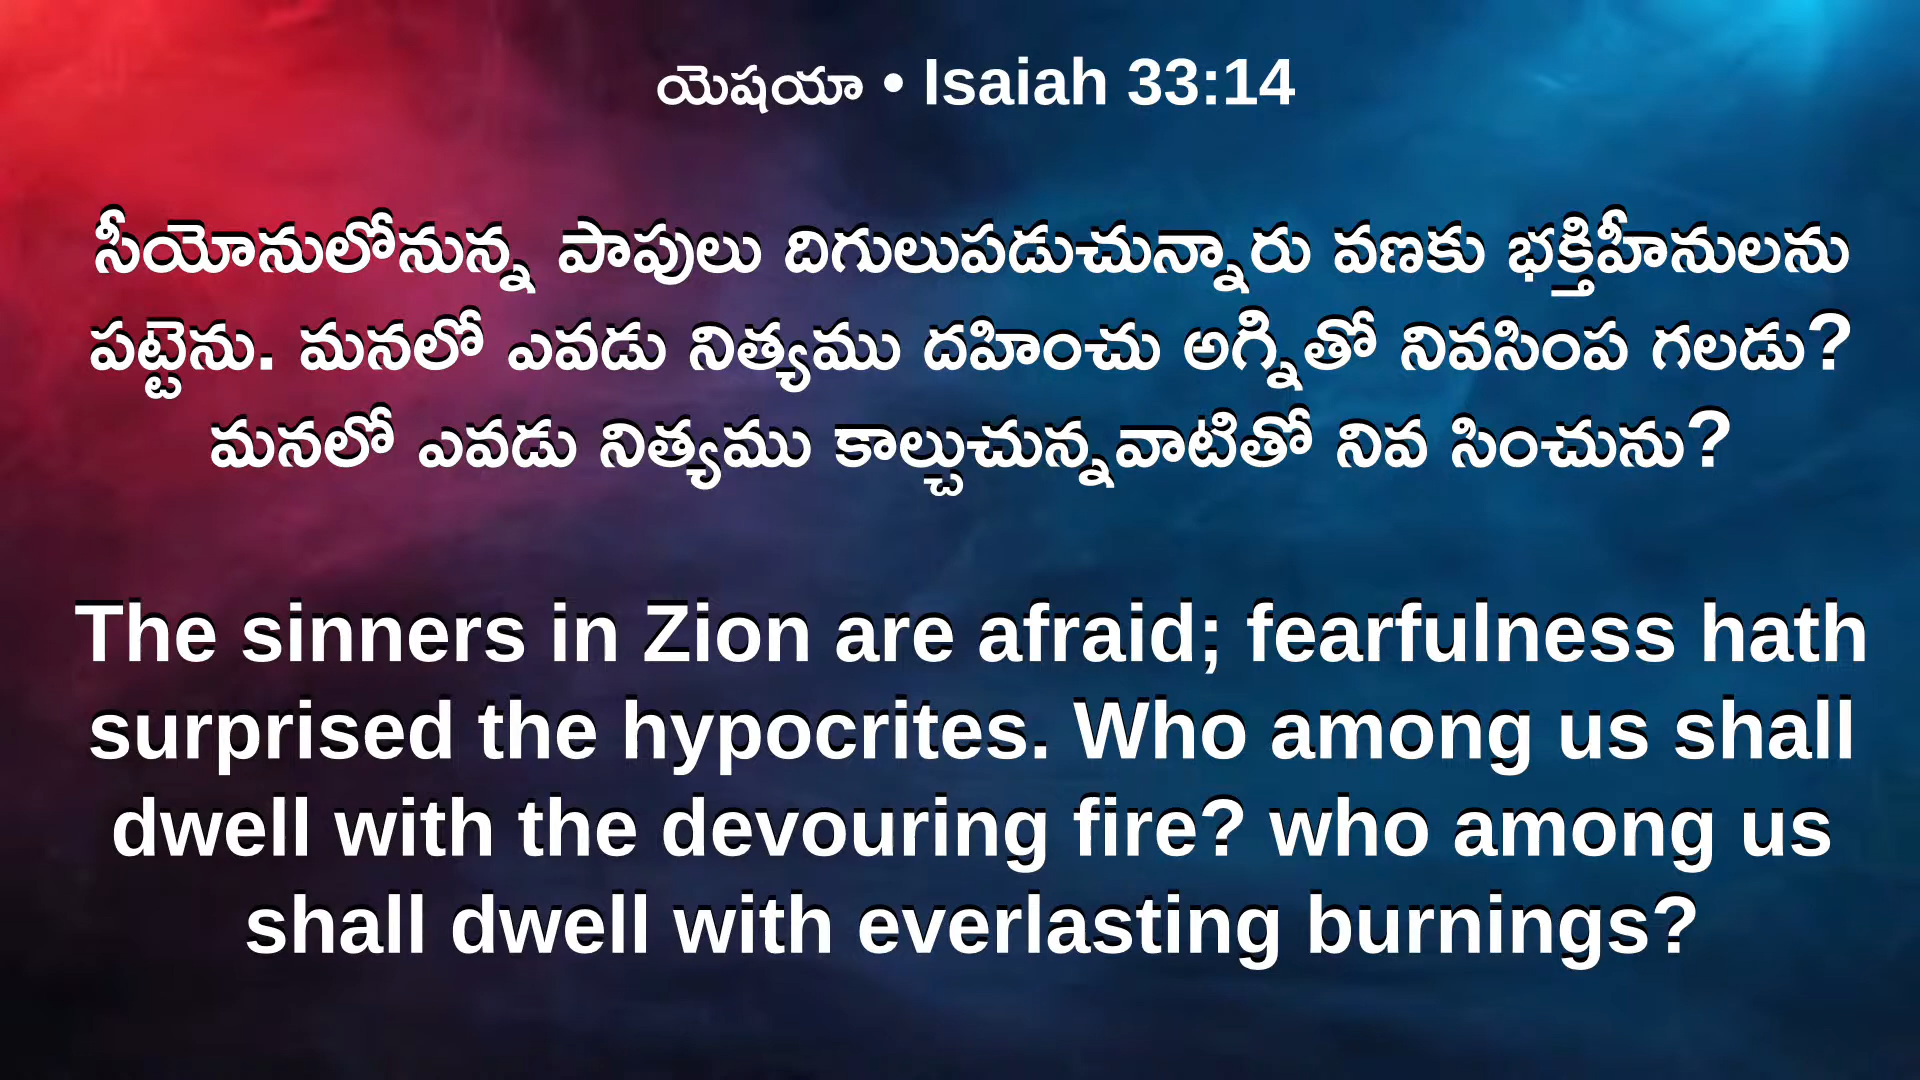 యెషయా • Isaiah 33:14
సీయోనులోనున్న పాపులు దిగులుపడుచున్నారు వణకు భక్తిహీనులను
పట్టెను. మనలో ఎవడు నిత్యము దహించు అగ్నితో నివసింప గలడు?
మనలో ఎవడు నిత్యము కాల్చుచున్నవాటితో నివ సించును?
The sinners in Zion are afraid; fearfulness hath
surprised the hypocrites. Who among us shall
dwell with the devouring fire? who among us
shall dwell with everlasting burnings?